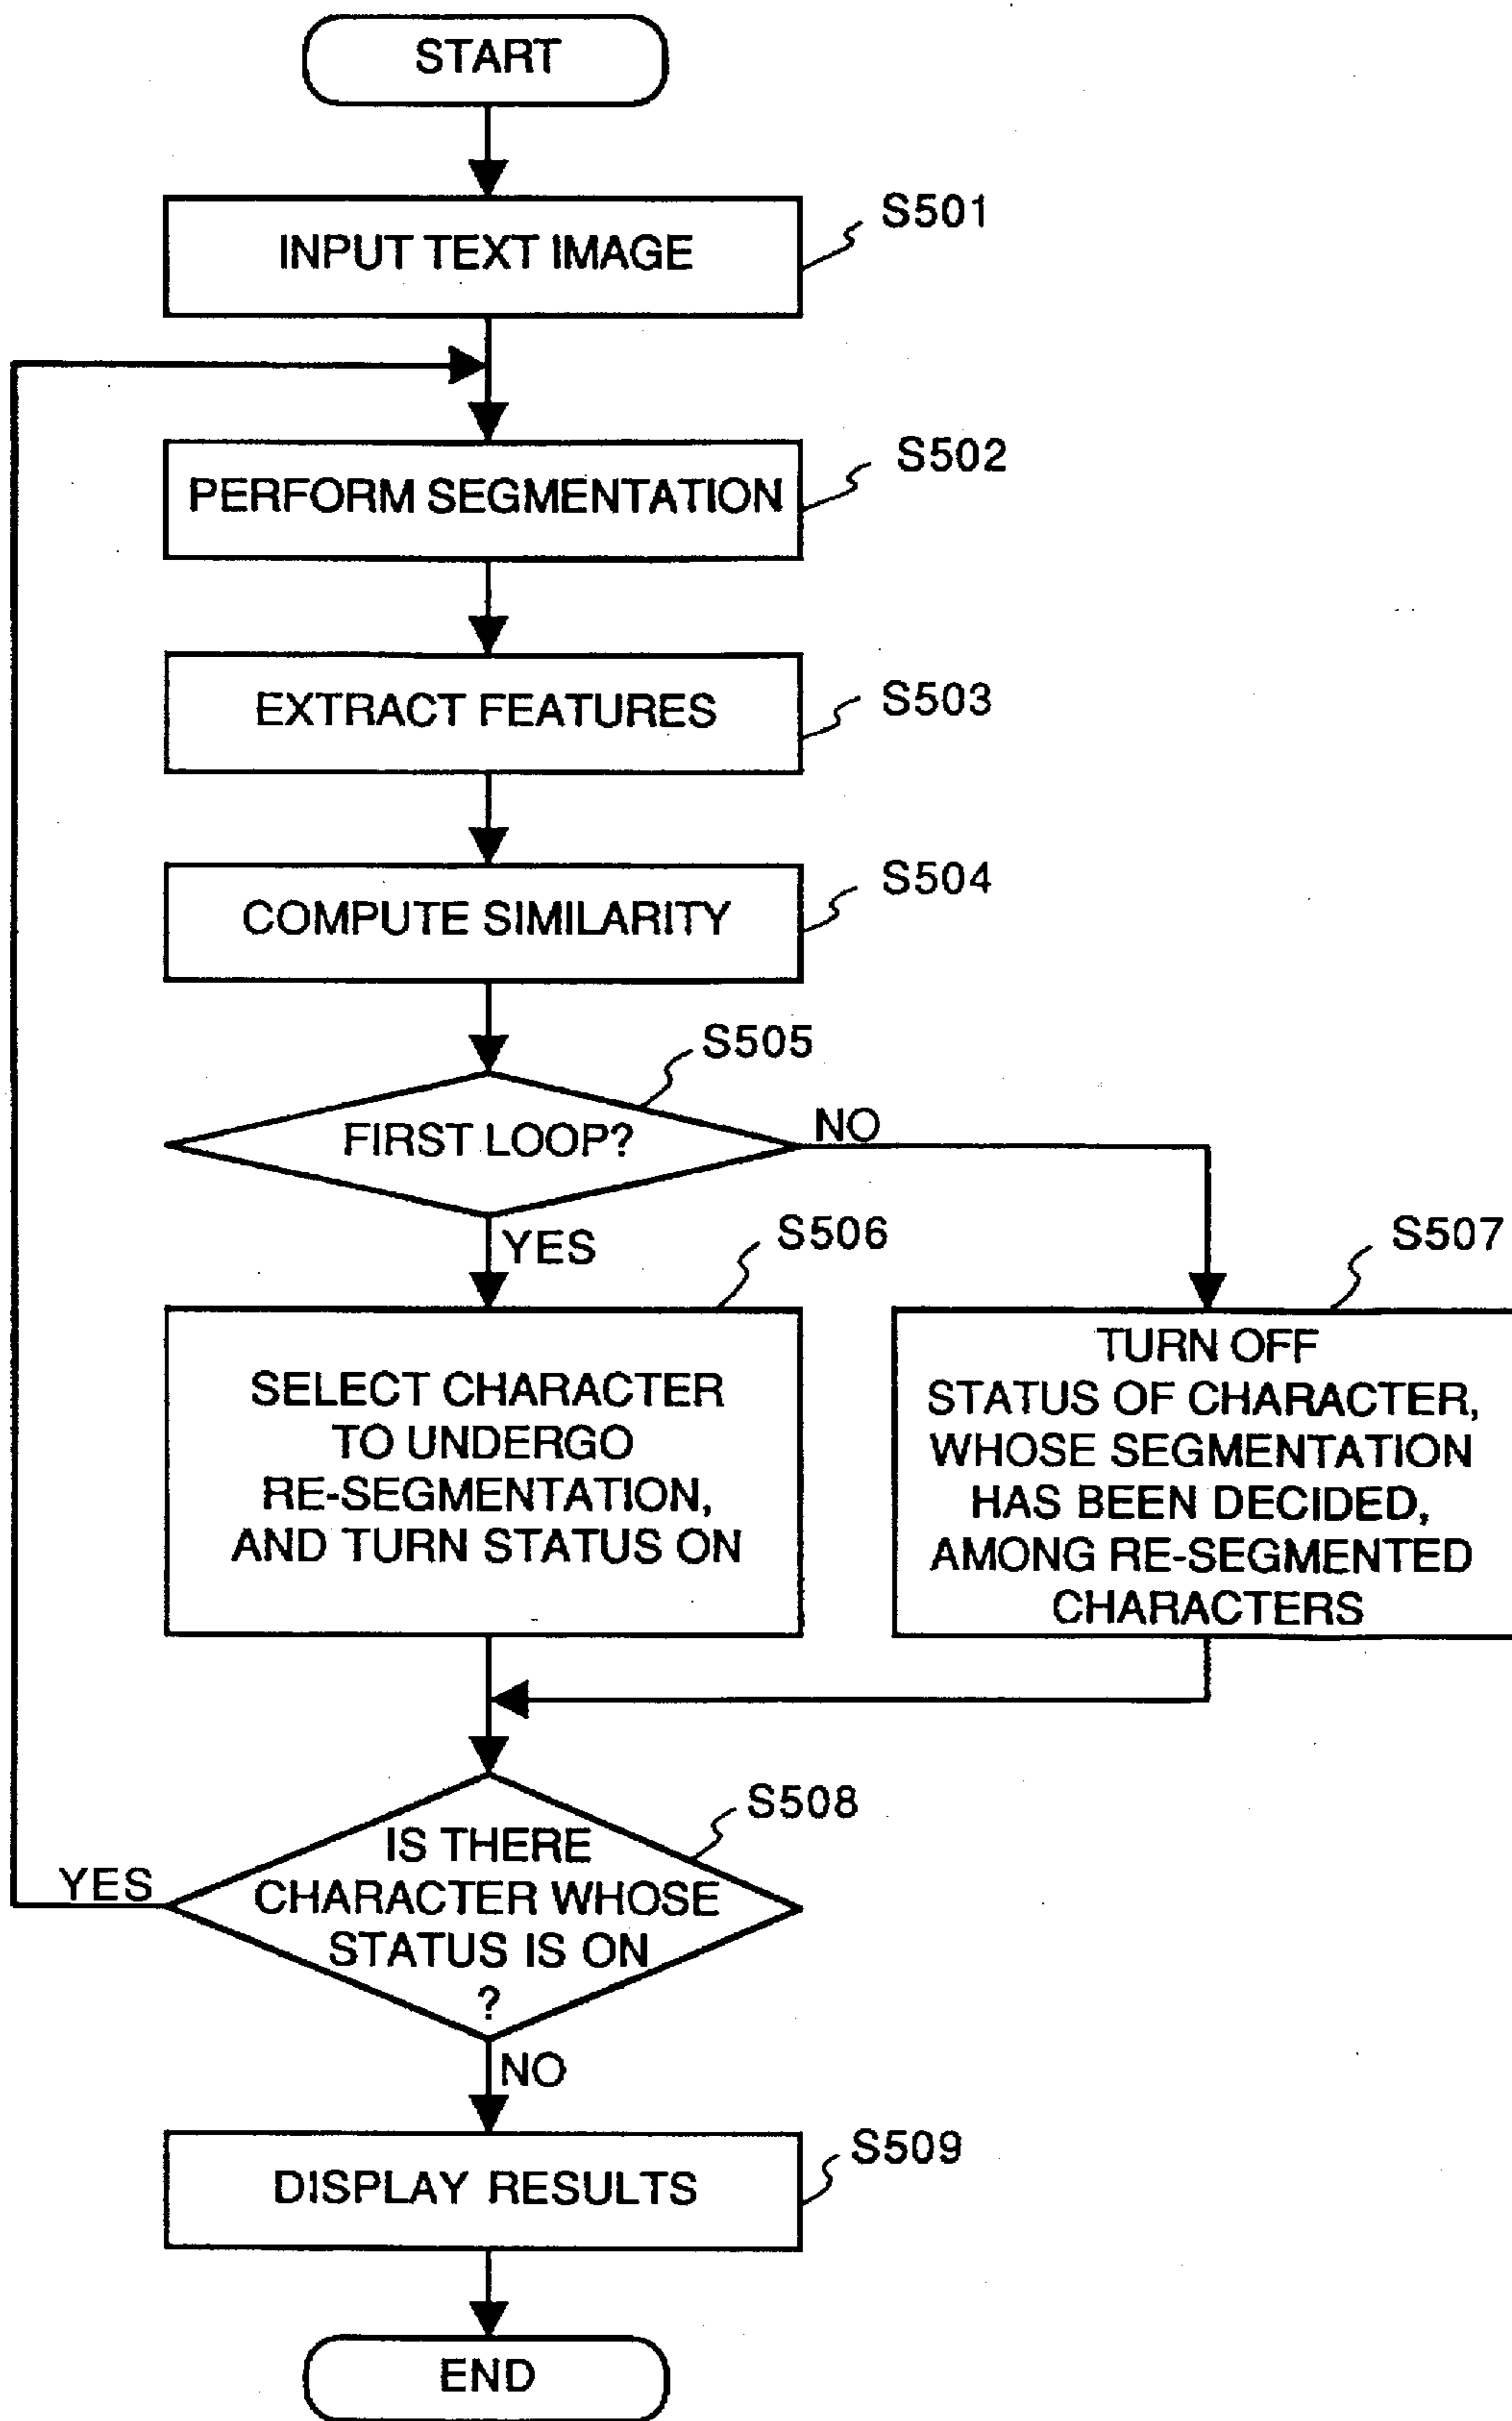 START
S501
INPUT TEXT IMAGE
S502
PERFORM SEGMENTATION
S503
EXTRACT FEATURES
S504
COMPUTE SIMILARITY
S505
FIRST LOOP?
NO
YES
S506
SELECT CHARACTER
TO UNDERGO
RE-SEGMENTATION,
AND TURN STATUS ON
S507
TURN OFF
STATUS OF CHARACTER,
WHOSE SEGMENTATION
HAS BEEN DECIDED,
AMONG RE-SEGMENTED
CHARACTERS
S508
IS THERE
CHARACTER WHOSE
STATUS IS ON
?
YES
NO
S509
DISPLAY RESULTS
END